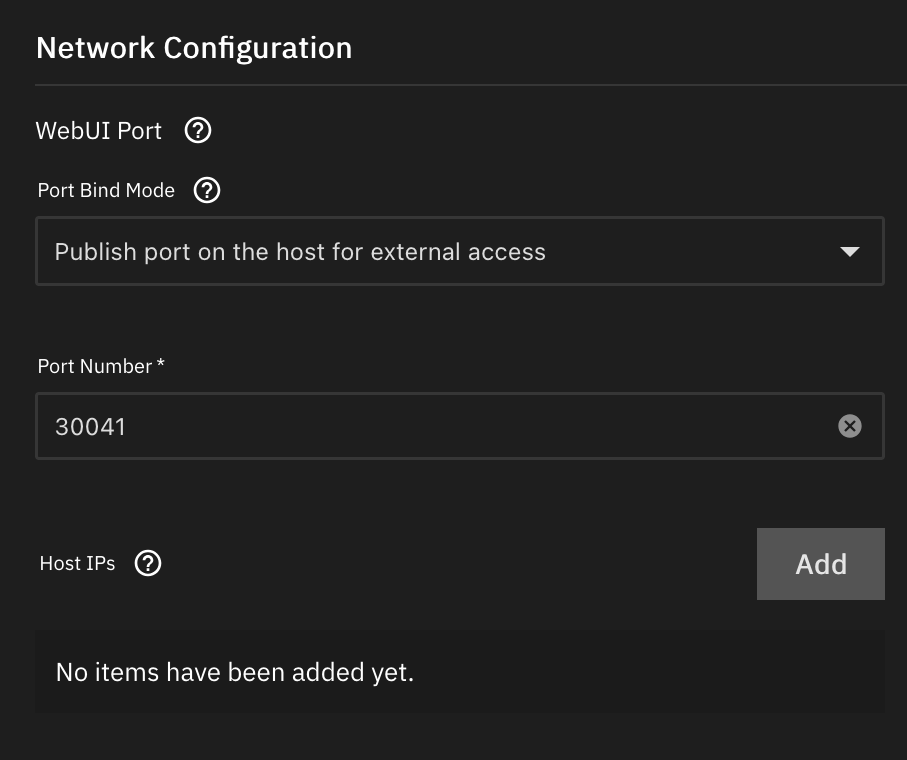 Network Configuration
WebUI Port
Port Bind Mode
Publish port on the host for external access
Port Number *
30041
Host IPs
Add
No items have been added yet.